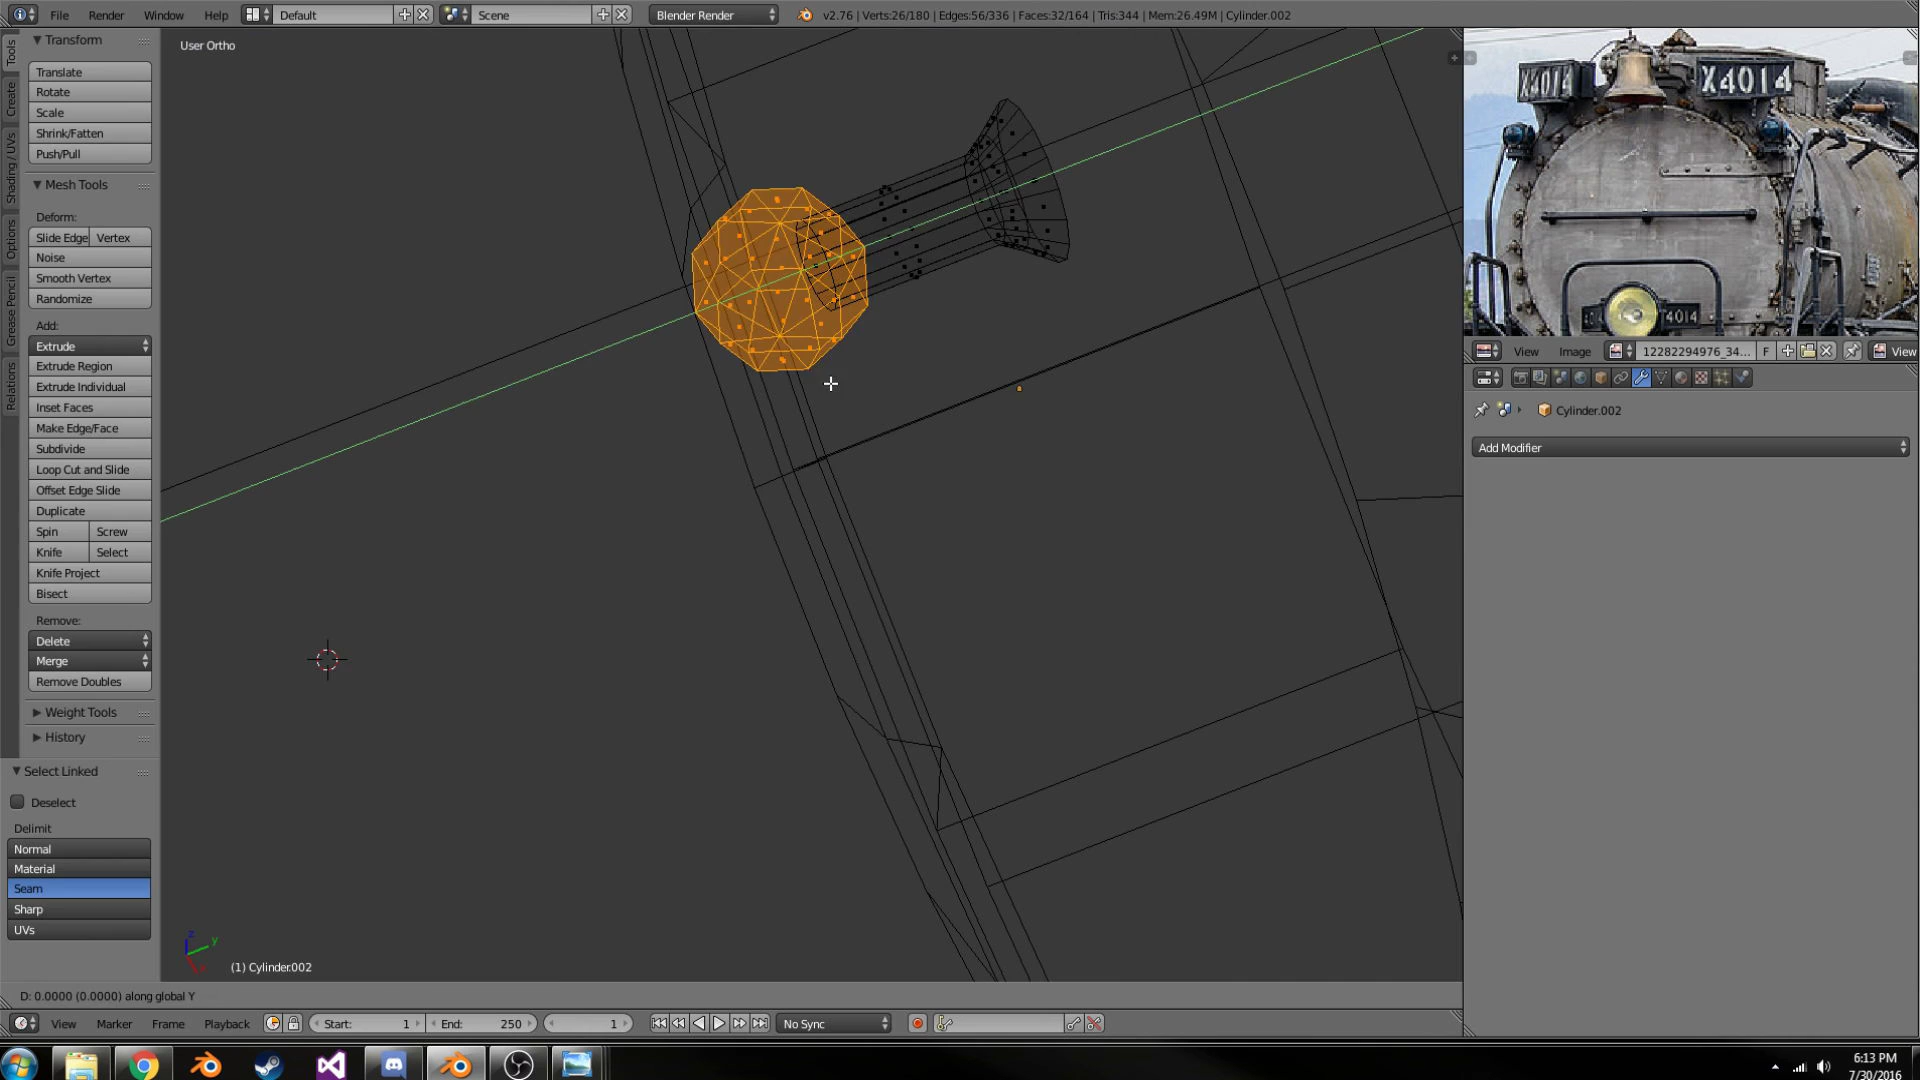 File Render Window Help Default Scene Blender Render v2.76 | Verts:26/180 | Edges:56/336 | Faces:32/164 | Tris:344 | Mem:26.49M | Cylinder.002
Tools
Create
Shading / UVs
Options
Grease Pencil
Relations
Transform
Translate
Rotate
Scale
Shrink/Fatten
Push/Pull
Mesh Tools
Deform:
Slide Edge Vertex
Noise
Smooth Vertex
Randomize
Add:
Extrude
Extrude Region
Extrude Individual
Inset Faces
Make Edge/Face
Subdivide
Loop Cut and Slide
Offset Edge Slide
Duplicate
Spin Screw
Knife Select
Knife Project
Bisect
Remove:
Delete
Merge
Remove Doubles
Weight Tools
History
Select Linked
Deselect
Delimit
Normal
Material
Seam
Sharp
UVs
User Ortho
z
y
x
(1) Cylinder.002
D: 0.0000 (0.0000) along global Y
X4014 X4014
4014
View Image 12282294976_34... F View
Cylinder.002
Add Modifier
View Marker Frame Playback Start: 1 End: 250 1 No Sync
6:13 PM
7/30/2016